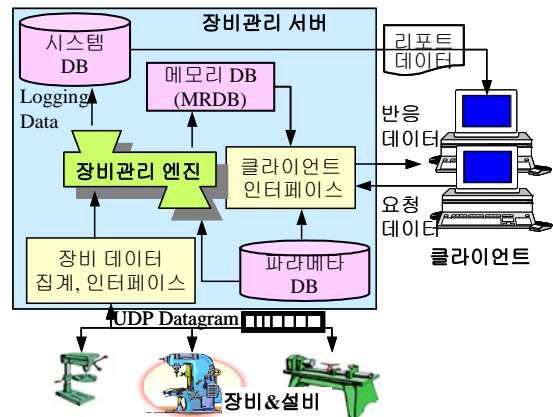 장비관리 서버
시스템
DB
메모리 DB
(MRDB)
리포트
데이터
Logging
Data
반응
데이터
장비관리 엔진
클라이언트
인터페이스
요청
데이터
클라이언트
장비 데이터
집계, 인터페이스
파라메타
DB
UDP Datagram
장비&설비